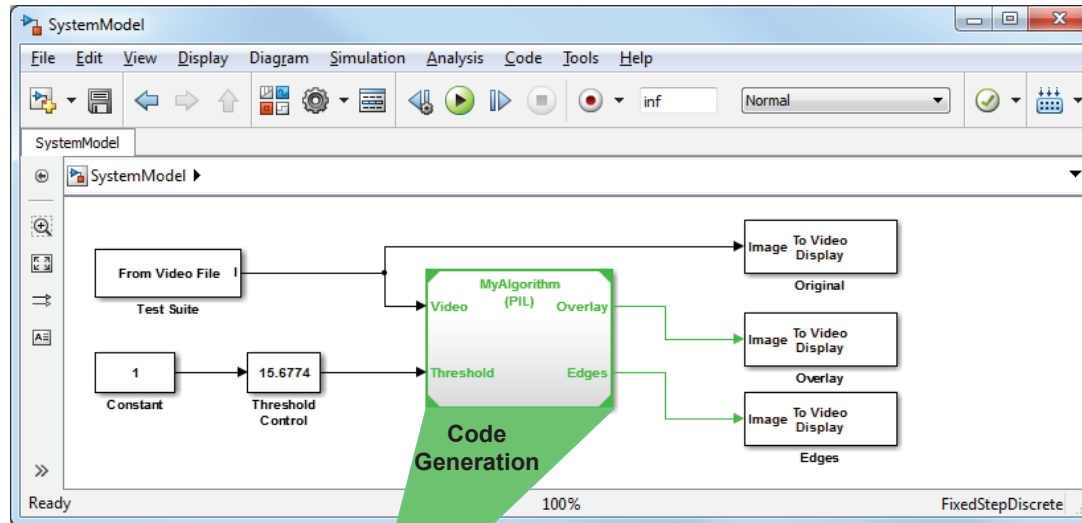 SystemModel
File Edit View Display Diagram Simulation Analysis Code Tools Help
inf Normal
SystemModel
SystemModel
From Video File I
Test Suite
1
Constant
15.6774
Threshold
Control
MyAlgorithm
(PIL)
Video Overlay
Threshold Edges
Image To Video
Display
Original
Image To Video
Display
Overlay
Image To Video
Display
Edges
Code
Generation
Ready 100% FixedStepDiscrete